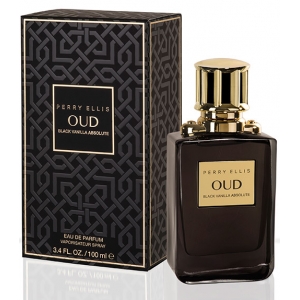 PERRY ELLIS
OUD
BLACK VANILLA ABSOLUTE
EAU DE PARFUM
VAPORISATEUR SPRAY
3.4 FL. OZ. / 100 ml e
PERRY ELLIS
OUD
BLACK VANILLA ABSOLUTE